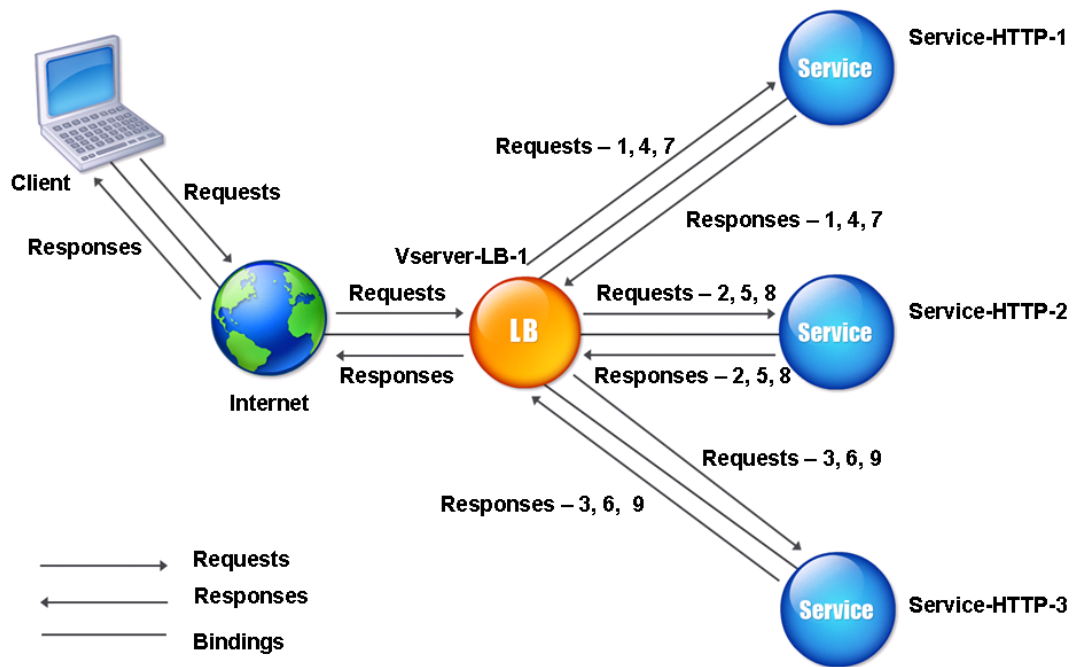 Service-HTTP-1
Service
Requests – 1, 4, 7
Client
Requests
Responses
Responses – 1, 4, 7
Vserver-LB-1
Requests
LB
Requests – 2, 5, 8
Service
Service-HTTP-2
Responses
Responses – 2, 5, 8
Internet
Requests – 3, 6, 9
Responses – 3, 6,  9
Requests
Responses
Bindings
Service
Service-HTTP-3